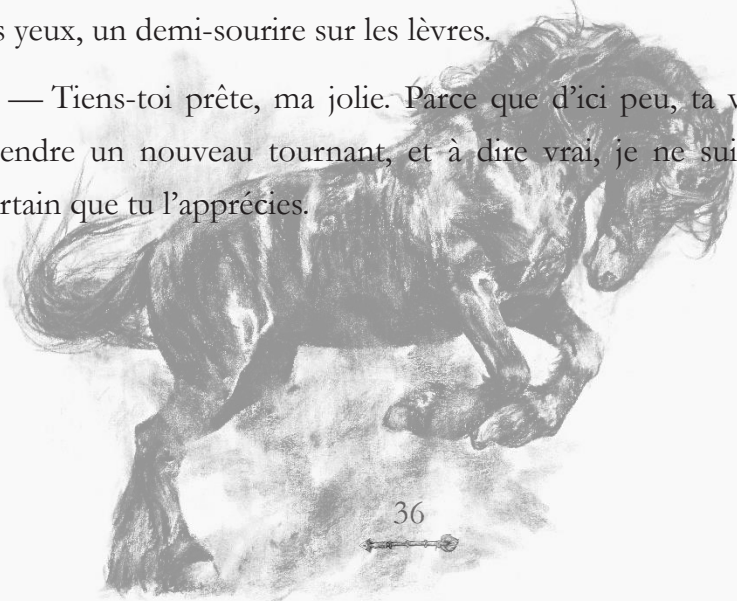 s yeux, un demi-sourire sur les lèvres.
— Tiens-toi prête, ma jolie. Parce que d'ici peu, ta v
endre un nouveau tournant, et à dire vrai, je ne sui
rtain que tu l'apprécies.
36